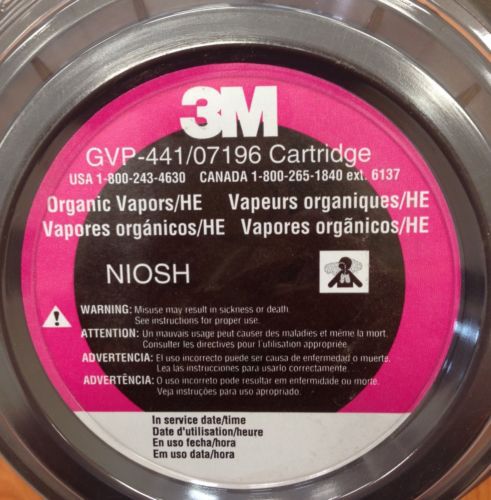 3M
GVP-441/07196 Cartridge
USA 1-800-243-4630 CANADA 1-800-265-1840 ext. 6137
Organic Vapors/HE Vapeurs organiques/HE
Vapores orgánicos/HE Vapores orgãnicos/HE
NIOSH
WARNING: Misuse may result in sickness or death.
See instructions for proper use.
ATTENTION: Un mauvais usage peut causer des maladies et même la mort.
Consulter les directives pour l'utilisation appropriée.
ADVERTENCIA: El uso incorrecto puede ser causa de enfermedad o muerte.
Lea las instrucciones para usarlo correctamente.
ADVERTÊNCIA: O uso incorreto pode resultar em enfermidade ou morte.
Veja instruções para uso apropriado.
In service date/time
Date d'utilisation/heure
En uso fecha/hora
Em uso data/hora